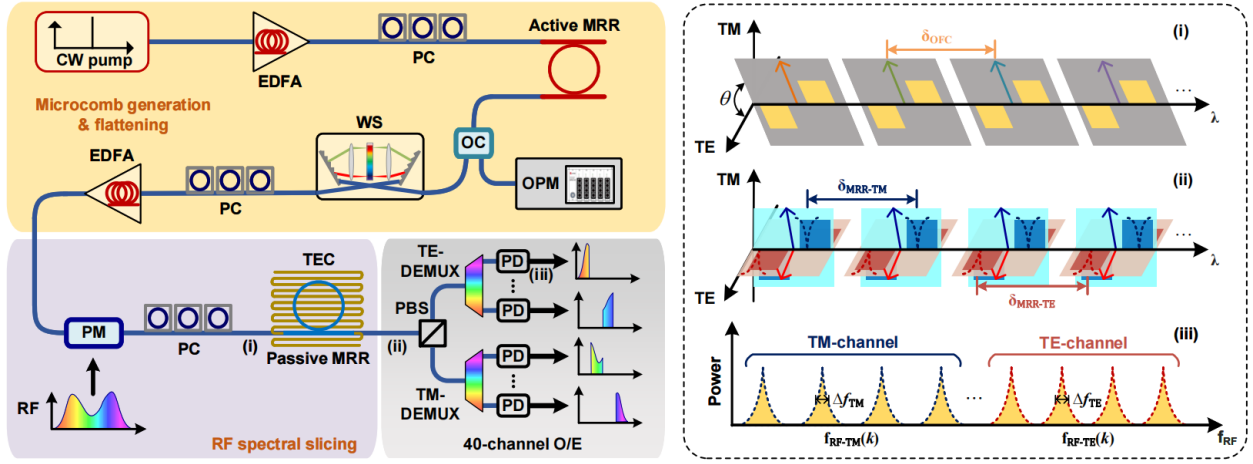 CW pump
EDFA
PC
Active MRR
Microcomb generation
& flattening
WS
OC
OPM
EDFA
PC
PM
PC
(i)
TEC
Passive MRR
(ii)
PBS
TE-
DEMUX
PD
(iii)
PD
PD
PD
TM-
DEMUX
RF
RF spectral slicing
40-channel O/E
TM
(i)
δOFC
θ
TE
λ
...
TM
(ii)
δMRR-TM
...
λ
TE
δMRR-TE
(iii)
Power
TM-channel
TE-channel
ΔfTM
...
ΔfTE
fRF-TM(k)
fRF-TE(k)
fRF